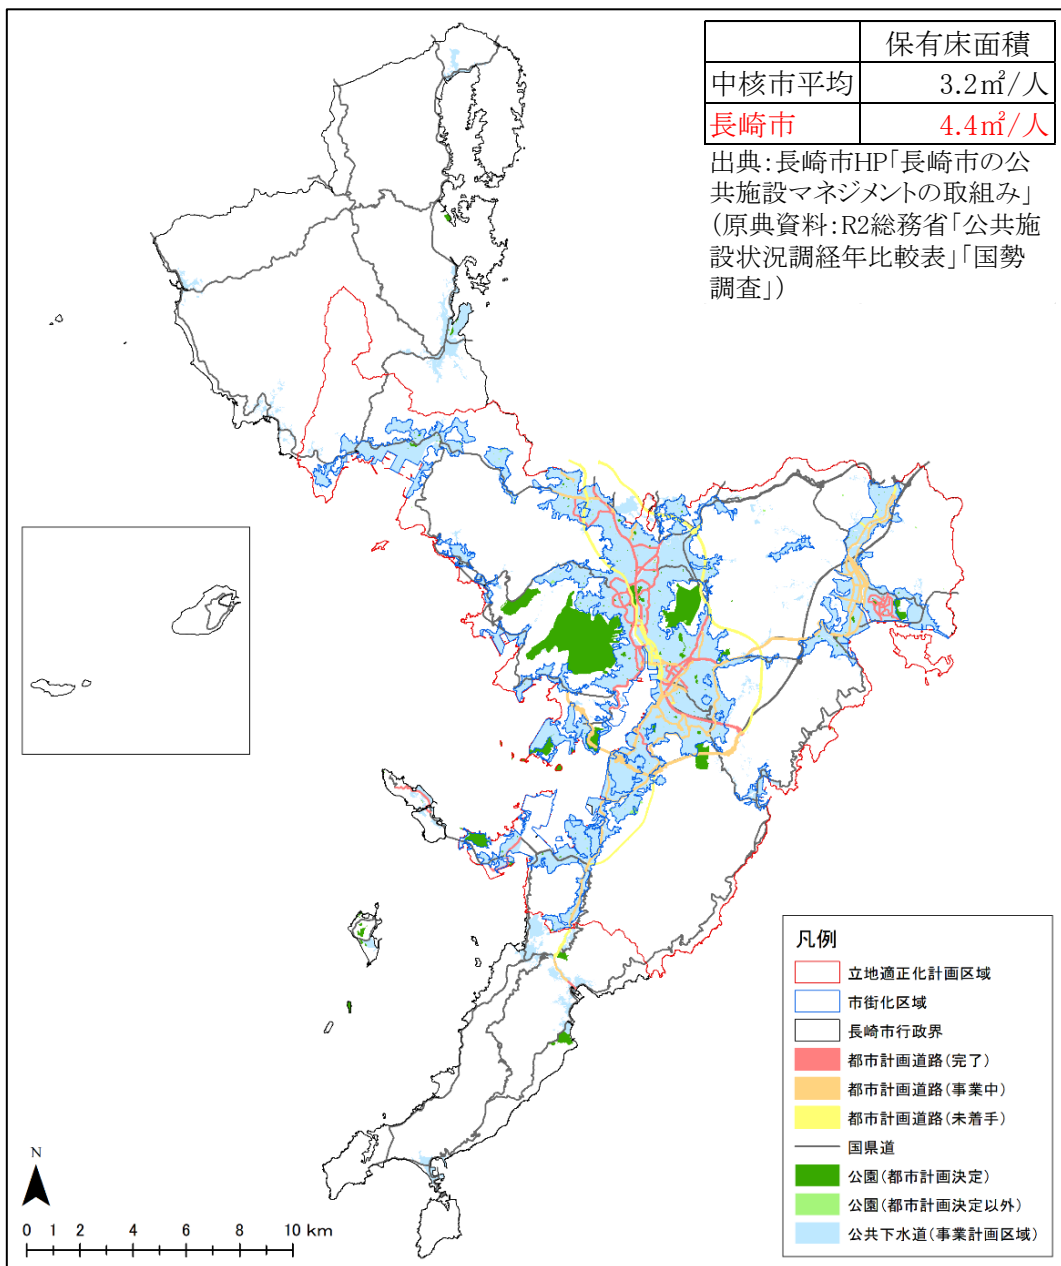 保有床面積
中核市平均 3.2㎡/人
長崎市 4.4㎡/人
出典：長崎市HP「長崎市の公
共施設マネジメントの取組み」
（原典資料：R2総務省「公共施
設状況調経年比較表」「国勢
調査」）
凡例
立地適正化計画区域
市街化区域
長崎市行政界
都市計画道路（完了）
都市計画道路（事業中）
都市計画道路（未着手）
国県道
公園（都市計画決定）
公園（都市計画決定以外）
公共下水道（事業計画区域）
N
0 1 2 4 6 8 10 km